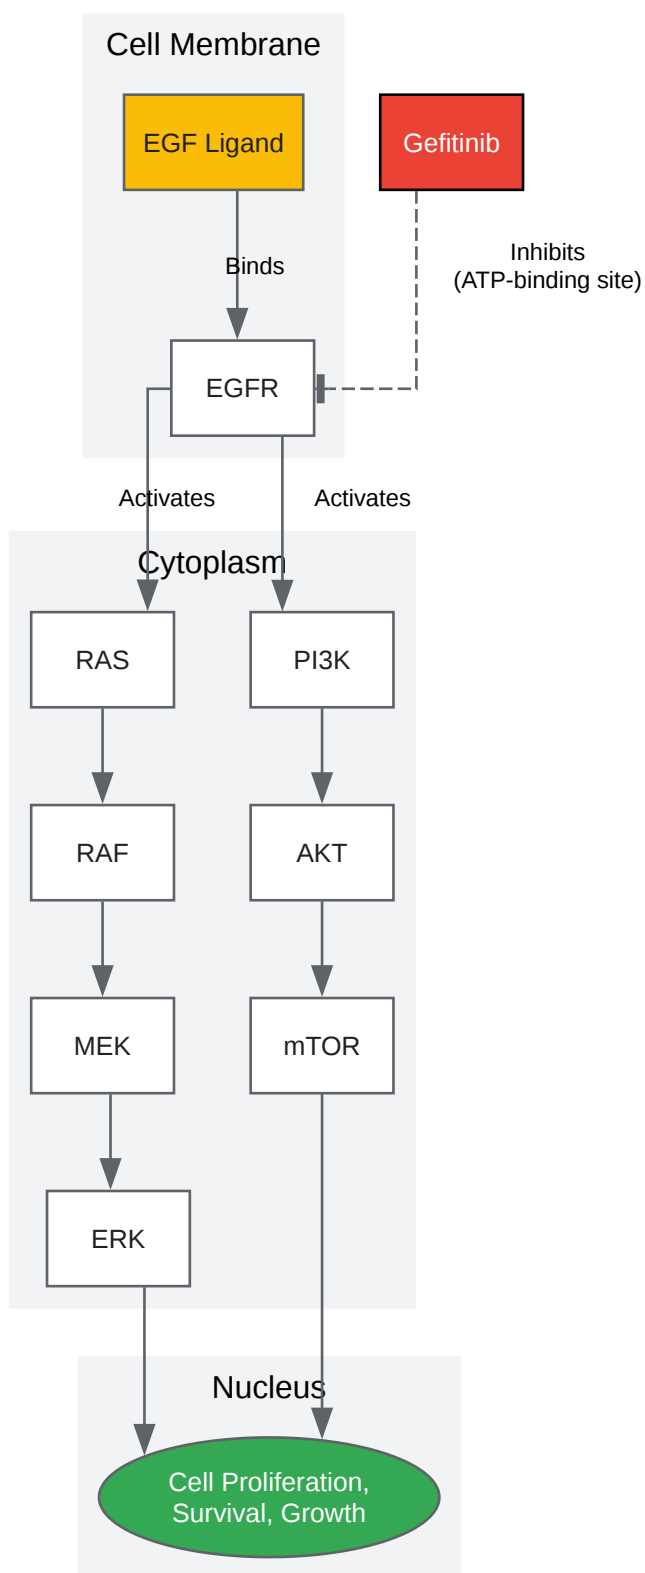 Cell Membrane
EGF Ligand
Gefitinib
Binds
Inhibits
(ATP-binding site)
EGFR
Activates
Activates
Cytoplasm
RAS
PI3K
RAF
AKT
MEK
mTOR
ERK
Nucleus
Cell Proliferation,
Survival, Growth